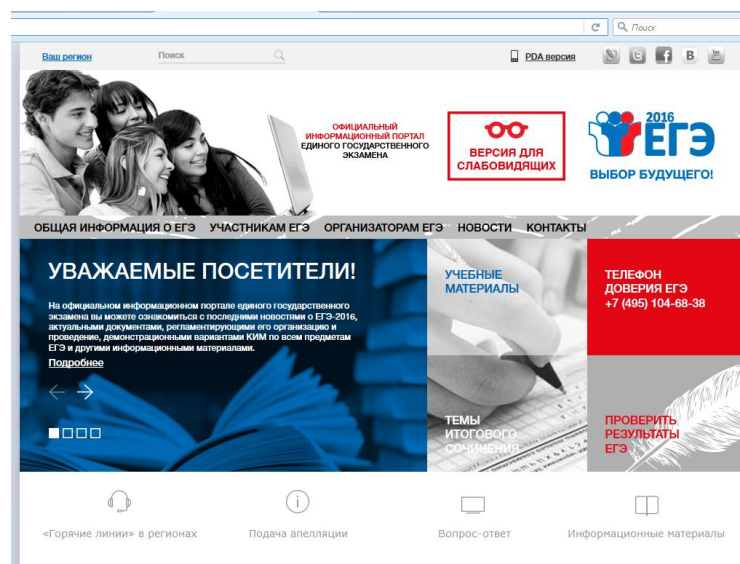 Поиск
Ваш регион
Поиск
PDA версия
ОФИЦИАЛЬНЫЙ
ИНФОРМАЦИОННЫЙ ПОРТАЛ
ЕДИНОГО ГОСУДАРСТВЕННОГО
ЭКЗАМЕНА
ВЕРСИЯ ДЛЯ
СЛАБОВИДЯЩИХ
2016
ЕГЭ
ВЫБОР БУДУЩЕГО!
ОБЩАЯ ИНФОРМАЦИЯ О ЕГЭ УЧАСТНИКАМ ЕГЭ ОРГАНИЗАТОРАМ ЕГЭ НОВОСТИ КОНТАКТЫ
УВАЖАЕМЫЕ ПОСЕТИТЕЛИ!
На официальном информационном портале единого государственного
экзамена вы можете ознакомиться с последними новостями о ЕГЭ-2016,
актуальными документами, регламентирующими его организацию и
проведение, демонстрационными вариантами КИМ по всем предметам
ЕГЭ и другими информационными материалами.
Подробнее
УЧЕБНЫЕ
МАТЕРИАЛЫ
ТЕЛЕФОН
ДОВЕРИЯ ЕГЭ
+7 (495) 104-68-38
ТЕМЫ
ИТОГОВОГО
СОЧИНЕНИЯ
ПРОВЕРИТЬ
РЕЗУЛЬТАТЫ
ЕГЭ
«Горячие линии» в регионах
Подача апелляции
Вопрос-ответ
Информационные материалы